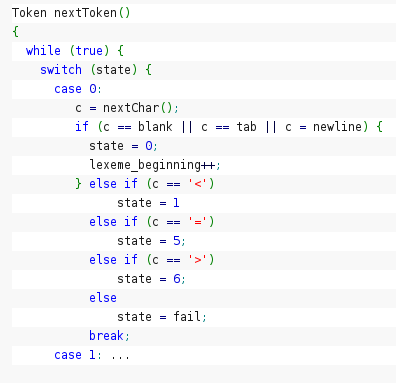 Token nextToken()
{
  while (true) {
    switch (state) {
      case 0:
         c = nextChar();
         if (c == blank || c == tab || c = newline) {
           state = 0;
           lexeme_beginning++;
         } else if (c == '<')
               state = 1
           else if (c == '=')
               state = 5;
           else if (c == '>')
               state = 6;
           else
               state = fail;
           break;
      case 1: ...